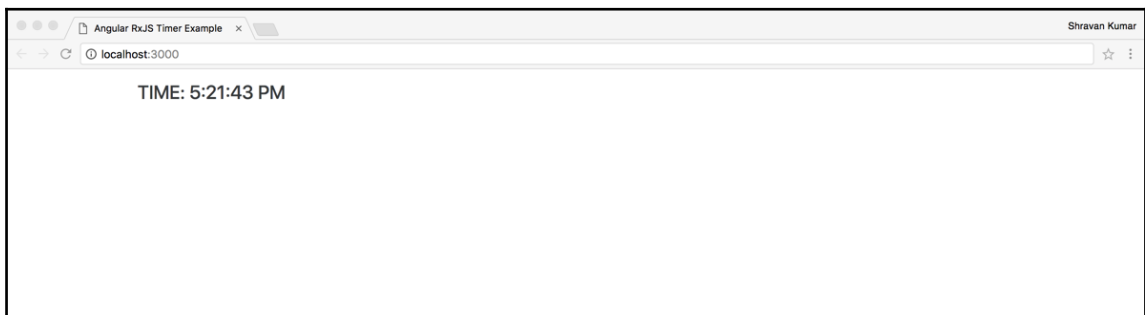 Angular RxJS Timer Example
Shravan Kumar
localhost:3000
TIME: 5:21:43 PM